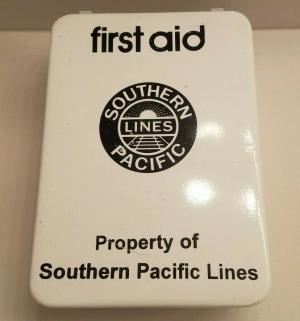 first aid
SOUTHERN
LINES
PACIFIC
Property of
Southern Pacific Lines